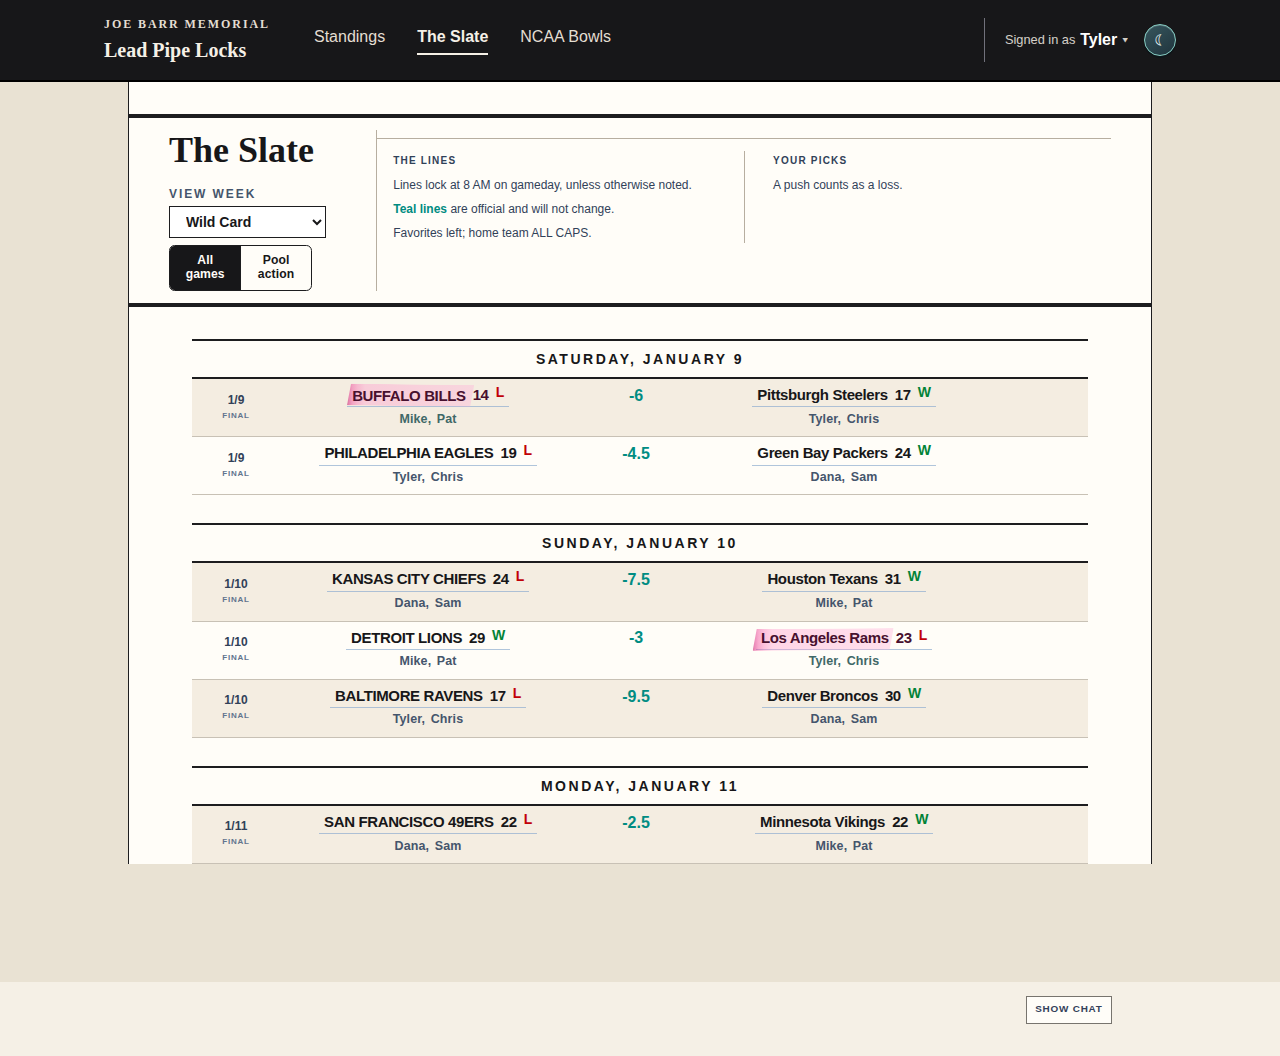 JOE BARR MEMORIAL
Lead Pipe Locks
Standings
The Slate
NCAA Bowls
Signed in as Tyler ▾
☾
The Slate
VIEW WEEK
Wild Card
All games
Pool action
THE LINES
Lines lock at 8 AM on gameday, unless otherwise noted.
Teal lines are official and will not change.
Favorites left; home team ALL CAPS.
YOUR PICKS
A push counts as a loss.
SATURDAY, JANUARY 9
1/9 FINAL
BUFFALO BILLS 14 L
Mike, Pat
-6
Pittsburgh Steelers 17 W
Tyler, Chris
1/9 FINAL
PHILADELPHIA EAGLES 19 L
Tyler, Chris
-4.5
Green Bay Packers 24 W
Dana, Sam
SUNDAY, JANUARY 10
1/10 FINAL
KANSAS CITY CHIEFS 24 L
Dana, Sam
-7.5
Houston Texans 31 W
Mike, Pat
1/10 FINAL
DETROIT LIONS 29 W
Mike, Pat
-3
Los Angeles Rams 23 L
Tyler, Chris
1/10 FINAL
BALTIMORE RAVENS 17 L
Tyler, Chris
-9.5
Denver Broncos 30 W
Dana, Sam
MONDAY, JANUARY 11
1/11 FINAL
SAN FRANCISCO 49ERS 22 L
Dana, Sam
-2.5
Minnesota Vikings 22 W
Mike, Pat
SHOW CHAT